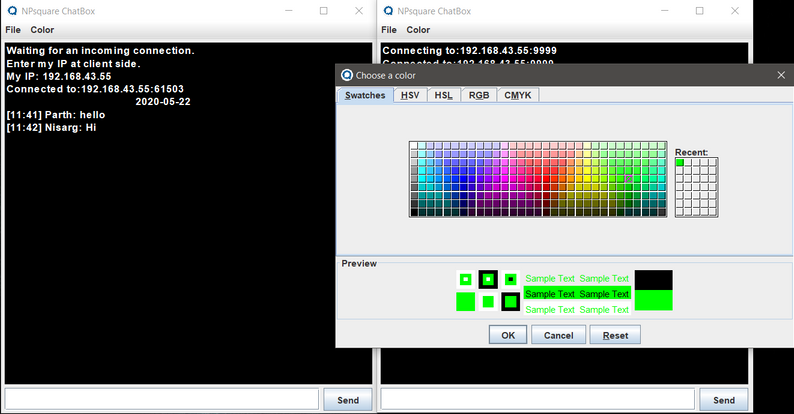 NPsquare ChatBox
File Color
Waiting for an incoming connection.
Enter my IP at client side.
My IP: 192.168.43.55
Connected to:192.168.43.55:61503
2020-05-22
[11:41] Parth: hello
[11:42] Nisarg: Hi
Send
NPsquare ChatBox
File Color
Connecting to:192.168.43.55:9999
Connected to:192.168.43.55:9999
Choose a color
Swatches HSV HSL RGB CMYK
Recent:
Preview
Sample Text Sample Text
Sample Text Sample Text
Sample Text Sample Text
OK Cancel Reset
Send